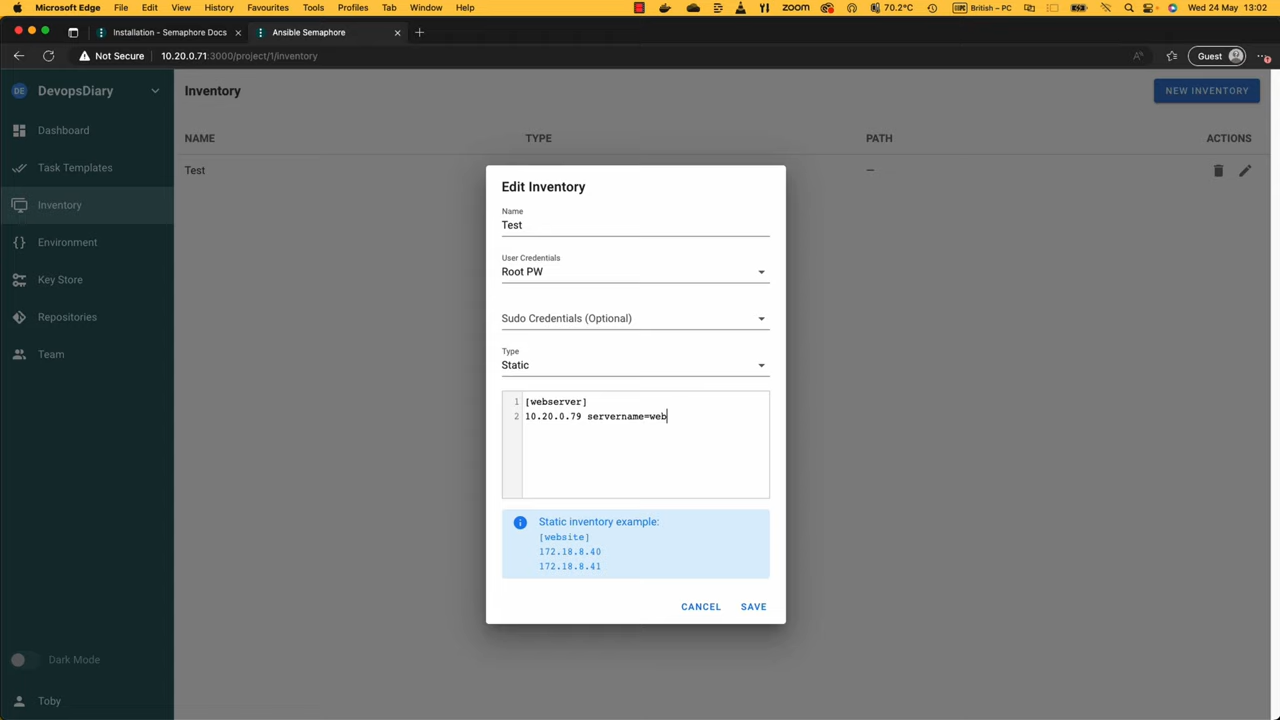 Microsoft Edge File Edit View History Favourites Tools Profiles Tab Window Help zoom 70.2°C British – PC Wed 24 May 13:02
Installation - Semaphore Docs Ansible Semaphore
Not Secure 10.20.0.71:3000/project/1/inventory Guest
DE DevopsDiary
Dashboard
Task Templates
Inventory
Environment
Key Store
Repositories
Team
Dark Mode
Toby
Inventory NEW INVENTORY
NAME TYPE PATH ACTIONS
Test —
Edit Inventory
Name
Test
User Credentials
Root PW
Sudo Credentials (Optional)
Type
Static
1 [webserver]
2 10.20.0.79 servername=web
Static inventory example:
[website]
172.18.8.40
172.18.8.41
CANCEL SAVE